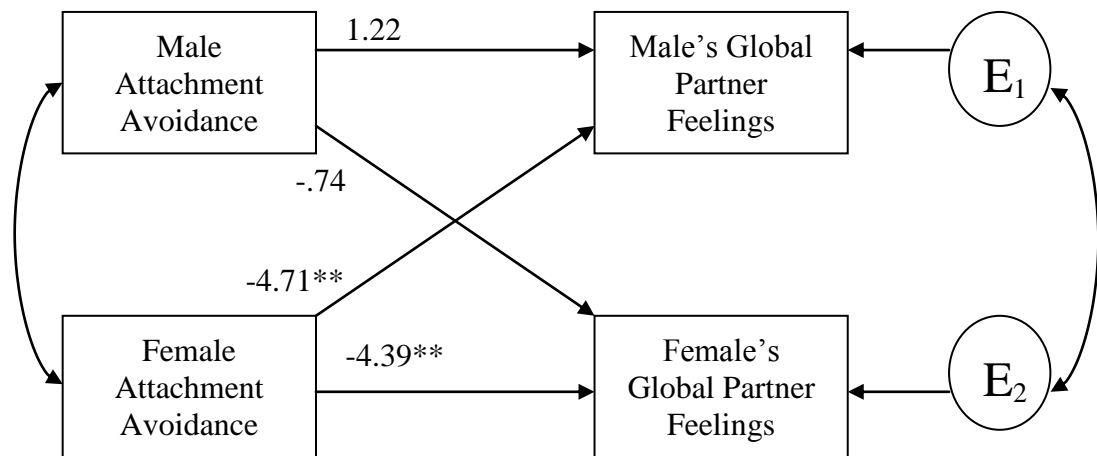 Male
Attachment
Avoidance
1.22
Male’s Global
Partner
Feelings
E₁
-.74
-4.71**
Female
Attachment
Avoidance
-4.39**
Female’s
Global Partner
Feelings
E₂